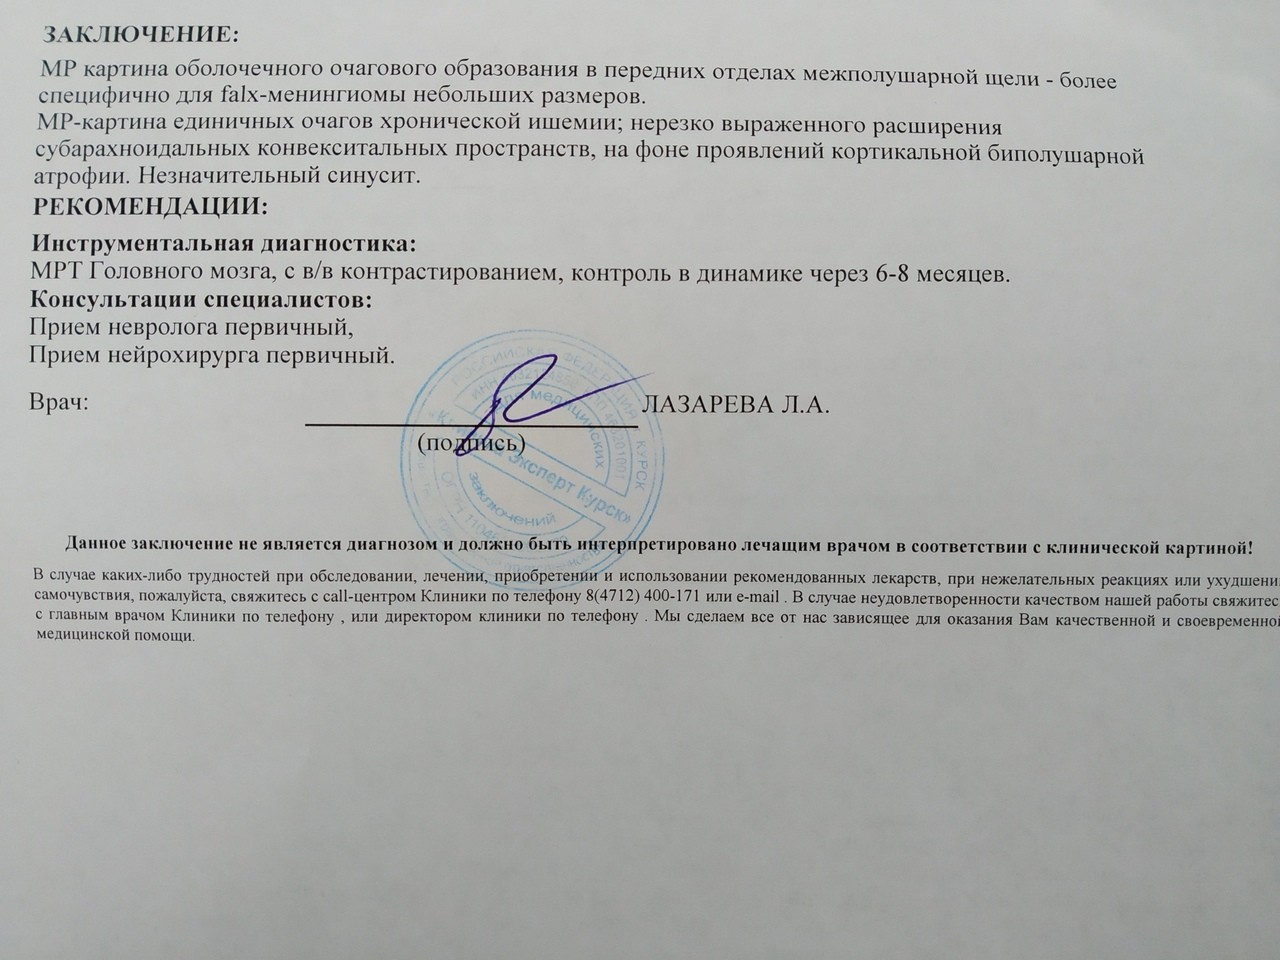 ЗАКЛЮЧЕНИЕ:
МР картина оболочечного очагового образования в передних отделах межполушарной щели - более
специфично для falx-менингиомы небольших размеров.
МР-картина единичных очагов хронической ишемии; нерезко выраженного расширения
субарахноидальных конвекситальных пространств, на фоне проявлений кортикальной биполушарной
атрофии. Незначительный синусит.
РЕКОМЕНДАЦИИ:
Инструментальная диагностика:
МРТ Головного мозга, с в/в контрастированием, контроль в динамике через 6-8 месяцев.
Консультации специалистов:
Прием невролога первичный,
Прием нейрохирурга первичный.
Врач:
ЛАЗАРЕВА Л.А.
(подпись)
РОССИЙСКАЯ ФЕДЕРАЦИЯ г. КУРСК
для медицинских
«Клиника Эксперт Курск»
заключений
Данное заключение не является диагнозом и должно быть интерпретировано лечащим врачом в соответствии с клинической картиной!
В случае каких-либо трудностей при обследовании, лечении, приобретении и использовании рекомендованных лекарств, при нежелательных реакциях или ухудшени
самочувствия, пожалуйста, свяжитесь с call-центром Клиники по телефону 8(4712) 400-171 или e-mail . В случае неудовлетворенности качеством нашей работы свяжитес
с главным врачом Клиники по телефону , или директором клиники по телефону . Мы сделаем все от нас зависящее для оказания Вам качественной и своевременной
медицинской помощи.